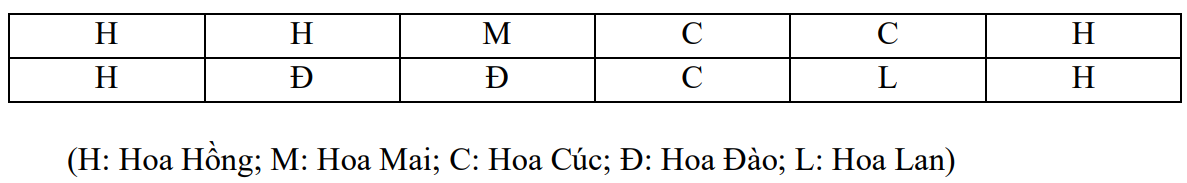 H H M C C H
H Đ Đ C L H
(H: Hoa Hồng; M: Hoa Mai; C: Hoa Cúc; Đ: Hoa Đào; L: Hoa Lan)